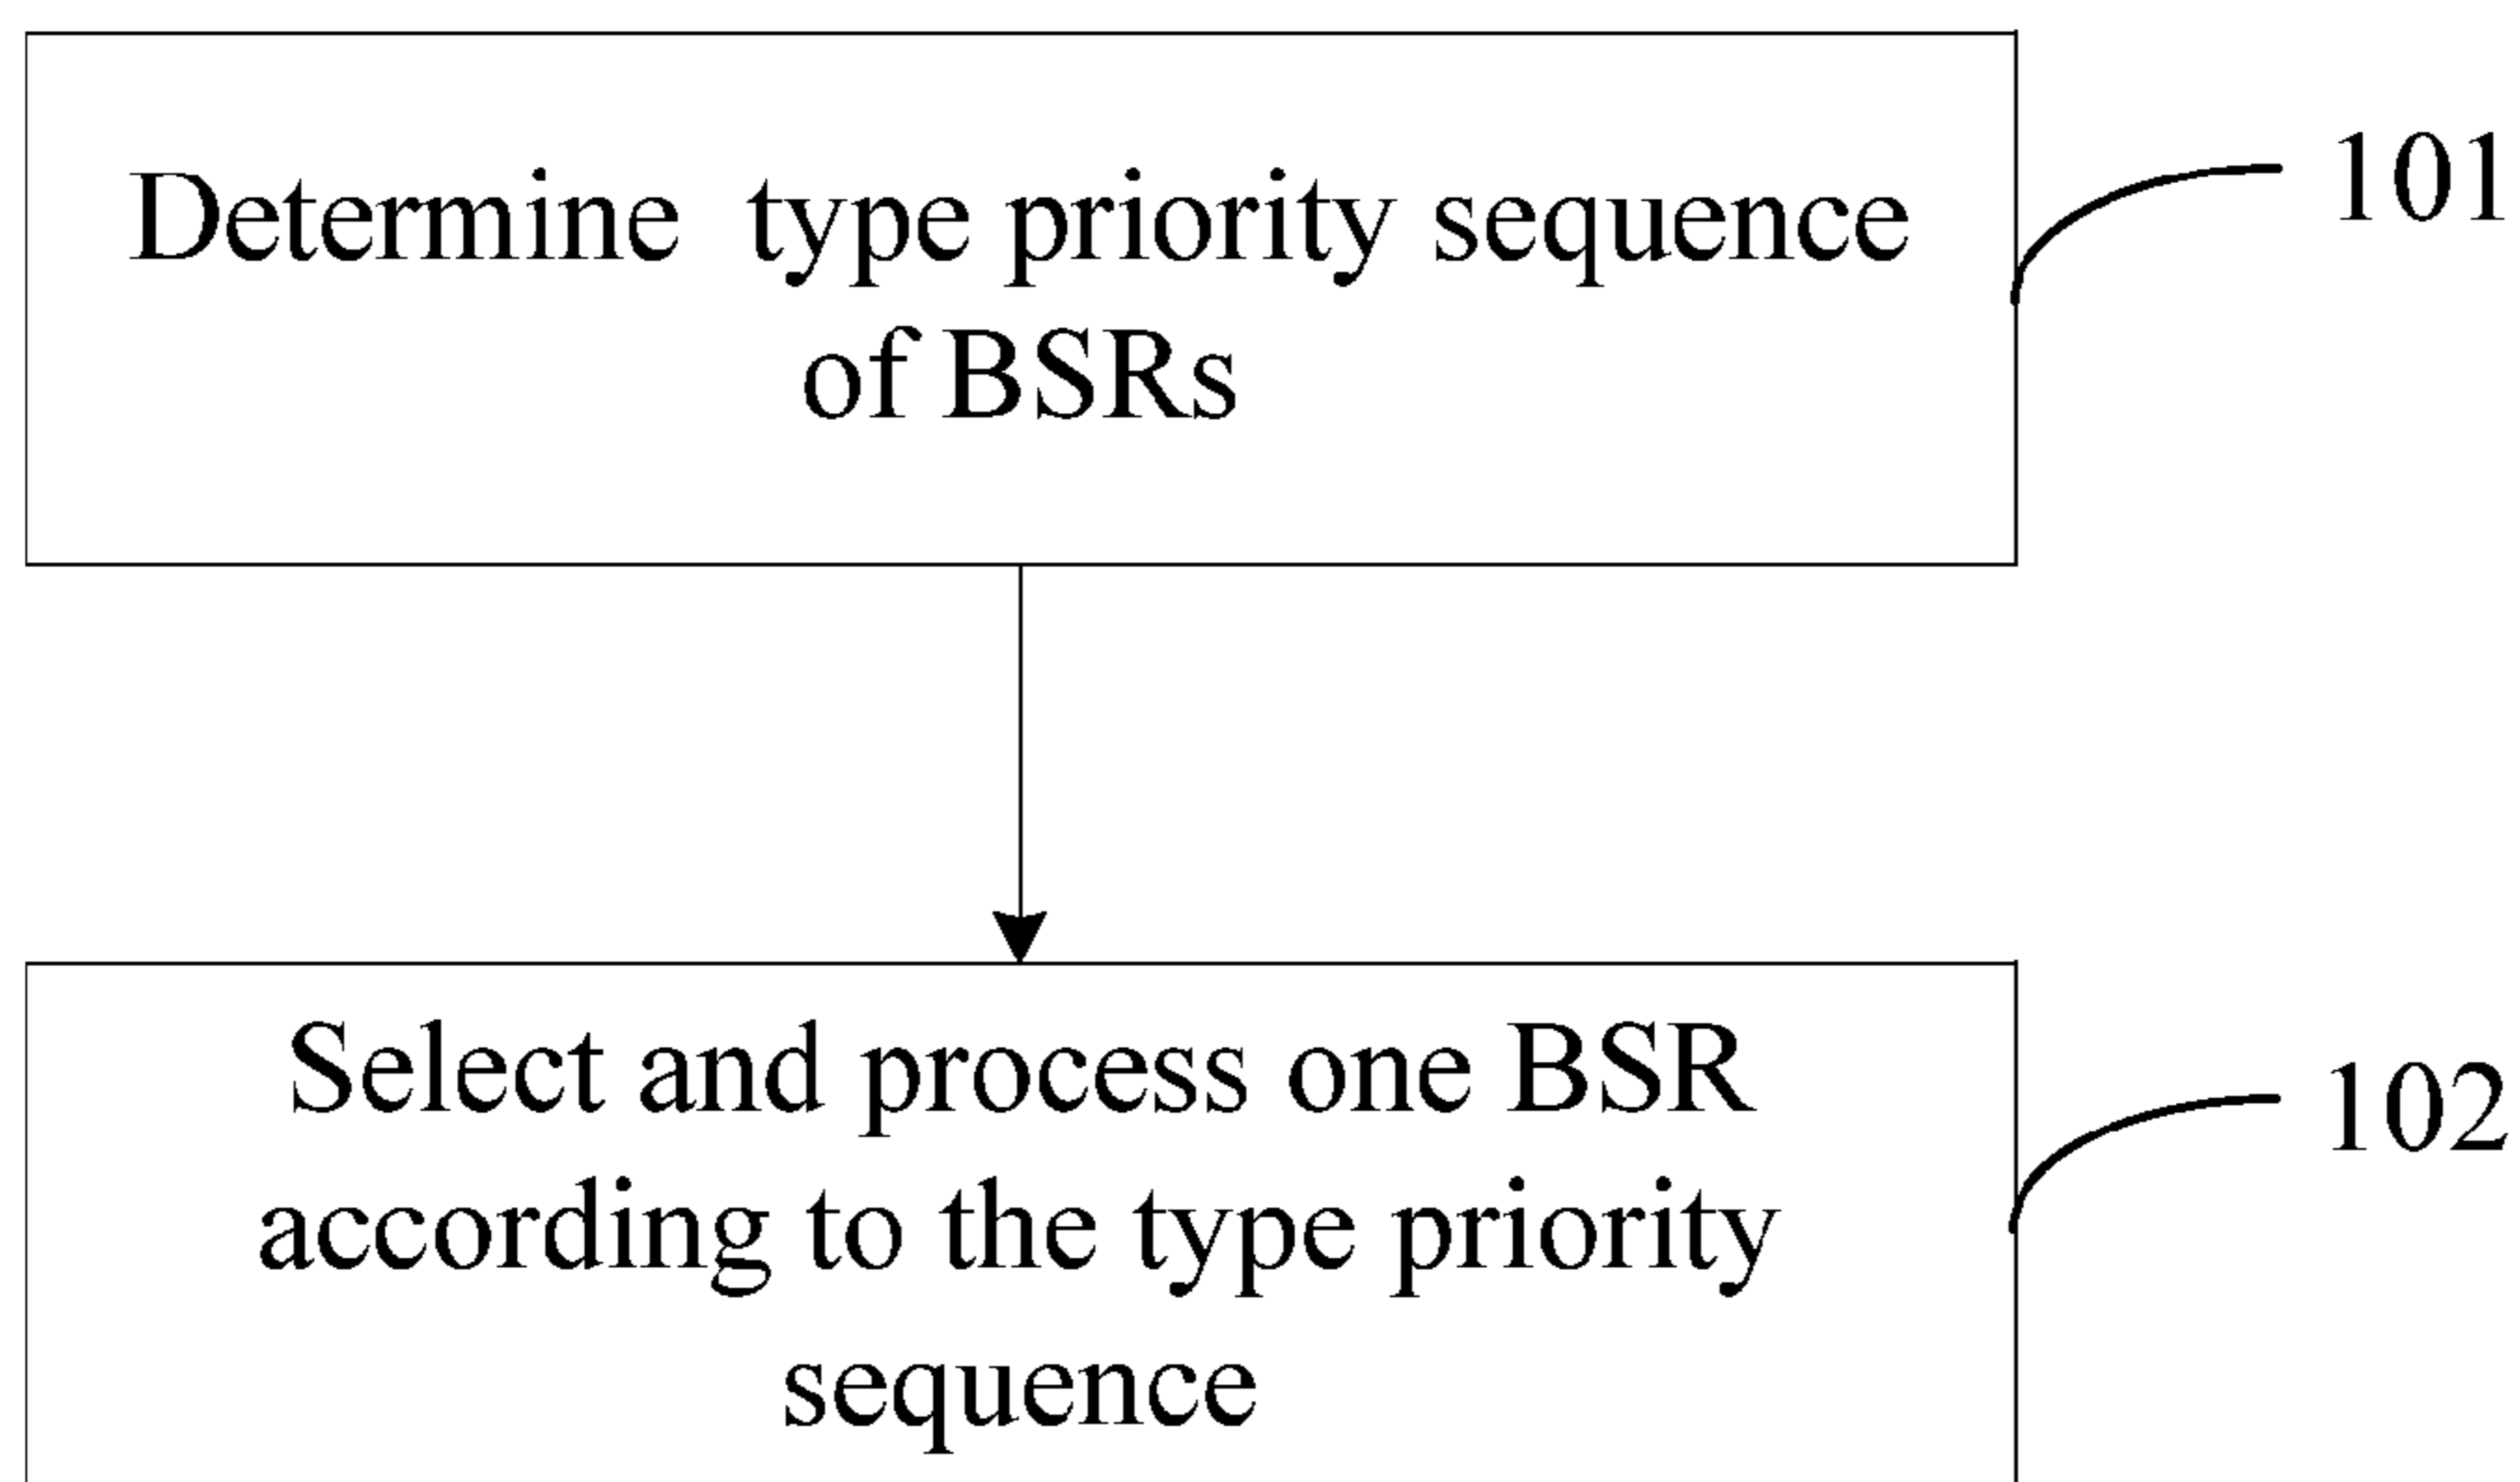 Determine type priority sequence
of BSRs
101
Select and process one BSR
according to the type priority
sequence
102